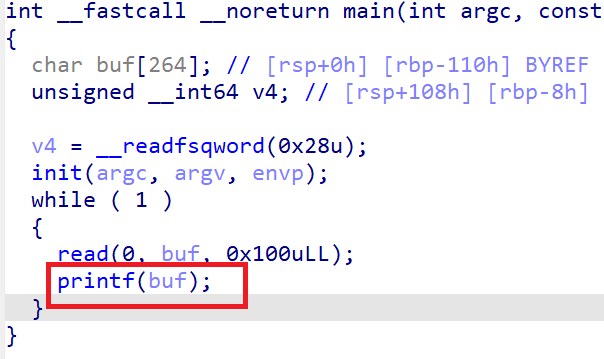 int __fastcall __noreturn main(int argc, const
{
char buf[264]; // [rsp+0h] [rbp-110h] BYREF
unsigned __int64 v4; // [rsp+108h] [rbp-8h]
v4 = __readfsqword(0x28u);
init(argc, argv, envp);
while ( 1 )
{
read(0, buf, 0x100uLL);
printf(buf);
}
}